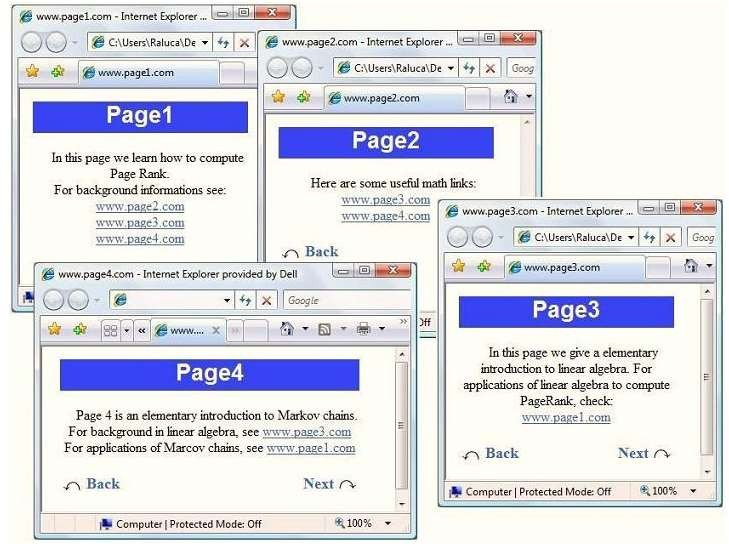 www.page1.com - Internet Explorer ...
C:\Users\Raluca\De
www.page1.com
Page1
In this page we learn how to compute
Page Rank.
For background informations see:
www.page2.com
www.page3.com
www.page4.com
www.page2.com - Internet Explorer ...
C:\Users\Raluca\De
Goog
www.page2.com
Page2
Here are some useful math links:
www.page3.com
www.page4.com
Back
Off
www.page3.com - Internet Explorer ...
C:\Users\Raluca\De
Goog
www.page3.com
Page3
In this page we give a elementary
introduction to linear algebra. For
applications of linear algebra to compute
PageRank, check:
www.page1.com
Back Next
Computer | Protected Mode: Off 100%
www.page4.com - Internet Explorer provided by Dell
Google
www....
Page4
Page 4 is an elementary introduction to Markov chains.
For background in linear algebra, see www.page3.com
For applications of Marcov chains, see www.page1.com
Back Next
Computer | Protected Mode: Off 100%